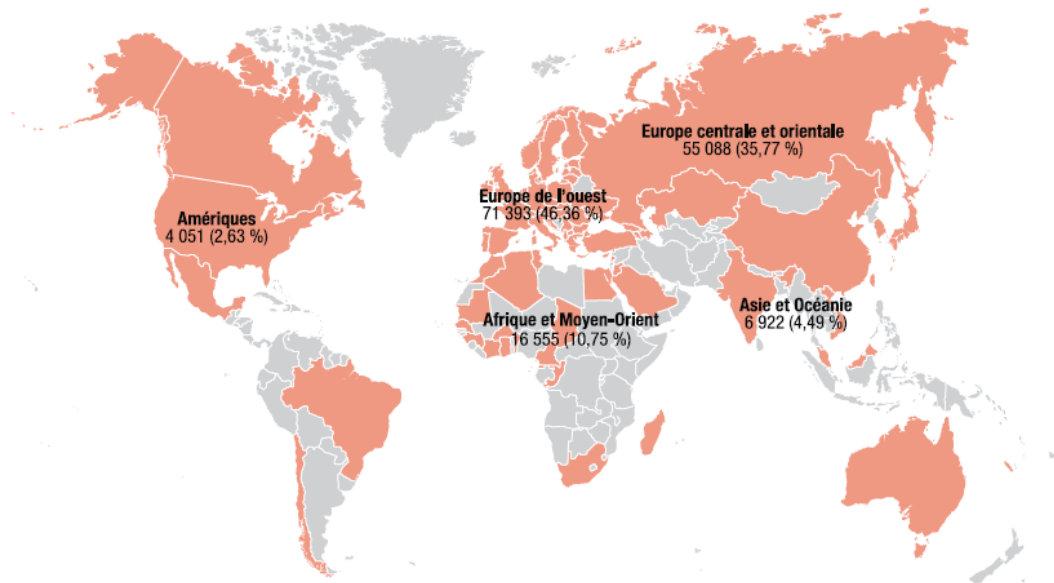 Europe centrale et orientale
55 088 (35,77 %)
Europe de l'ouest
71 393 (46,36 %)
Amériques
4 051 (2,63 %)
Asie et Océanie
6 922 (4,49 %)
Afrique et Moyen-Orient
16 555 (10,75 %)